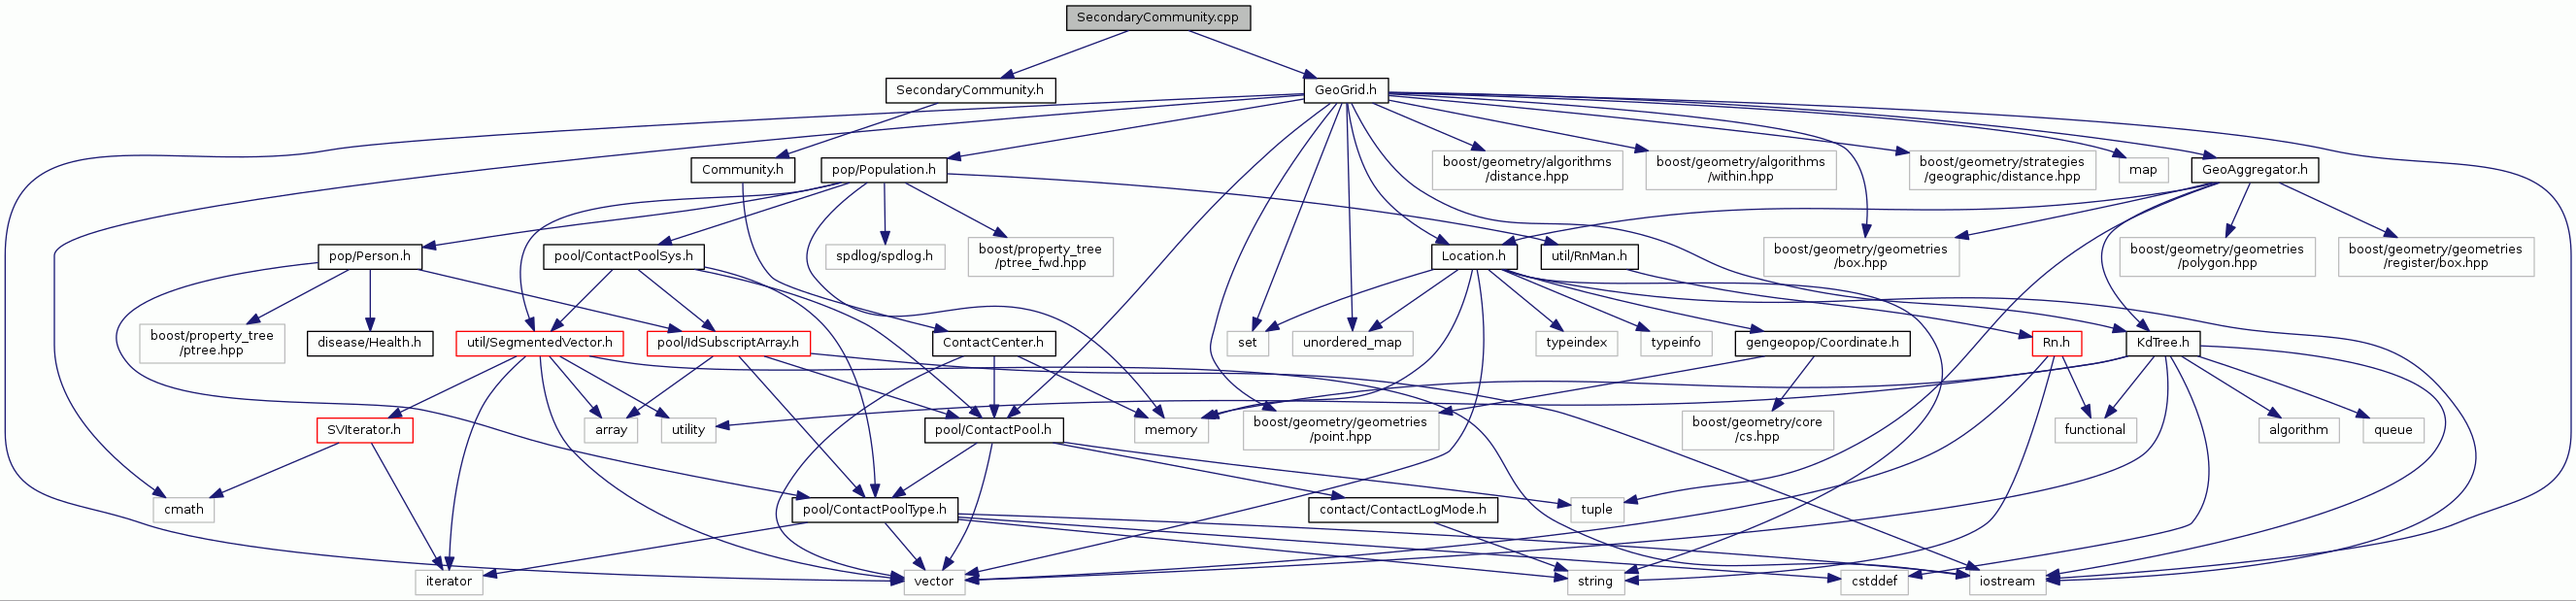 SecondaryCommunity.cpp
SecondaryCommunity.h
GeoGrid.h
Community.h
pop/Population.h
boost/geometry/algorithms
/distance.hpp
boost/geometry/algorithms
/within.hpp
boost/geometry/strategies
/geographic/distance.hpp
map
GeoAggregator.h
pop/Person.h
pool/ContactPoolSys.h
spdlog/spdlog.h
boost/property_tree
/ptree_fwd.hpp
Location.h
util/RnMan.h
boost/geometry/geometries
/box.hpp
boost/geometry/geometries
/polygon.hpp
boost/geometry/geometries
/register/box.hpp
boost/property_tree
/ptree.hpp
disease/Health.h
util/SegmentedVector.h
pool/IdSubscriptArray.h
ContactCenter.h
set
unordered_map
typeindex
typeinfo
gengeopop/Coordinate.h
Rn.h
KdTree.h
SVIterator.h
array
utility
pool/ContactPool.h
memory
boost/geometry/geometries
/point.hpp
boost/geometry/core
/cs.hpp
functional
algorithm
queue
cmath
pool/ContactPoolType.h
contact/ContactLogMode.h
tuple
iterator
vector
string
cstddef
iostream